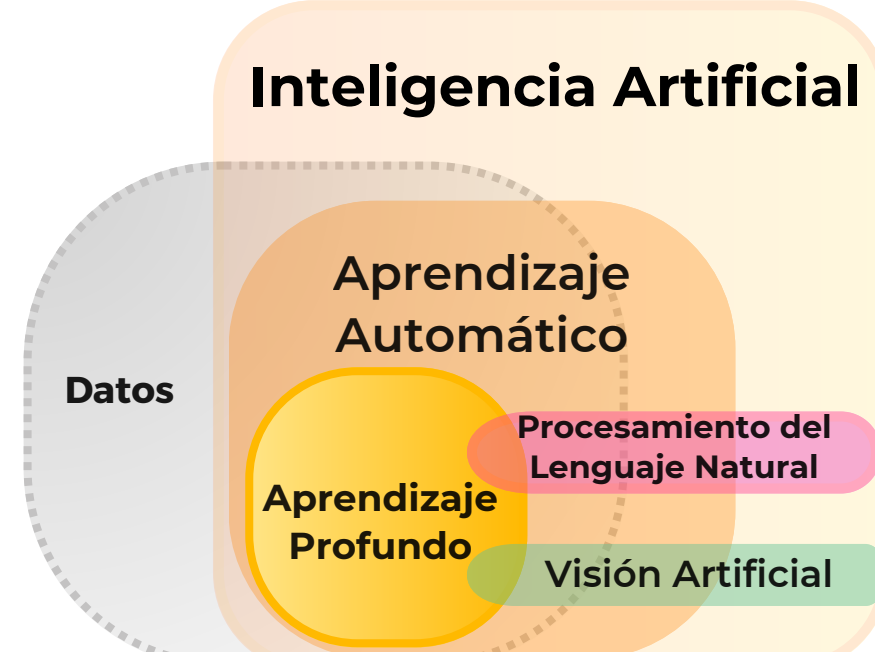 Inteligencia Artificial
Aprendizaje
Automático
Datos
Procesamiento del
Lenguaje Natural
Aprendizaje
Profundo
Visión Artificial